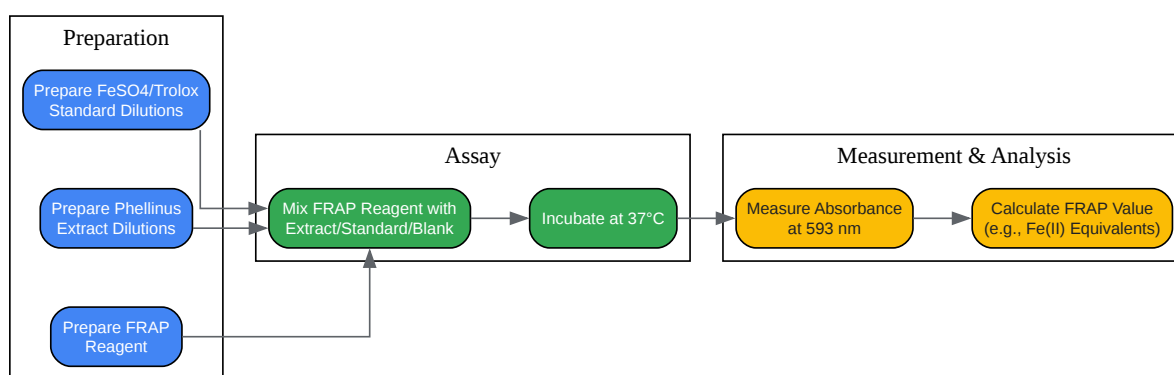 Preparation
Prepare FeSO4/Trolox
Standard Dilutions
Prepare Phellinus
Extract Dilutions
Prepare FRAP
Reagent
Assay
Mix FRAP Reagent with
Extract/Standard/Blank
Incubate at 37°C
Measurement & Analysis
Measure Absorbance
at 593 nm
Calculate FRAP Value
(e.g., Fe(II) Equivalents)